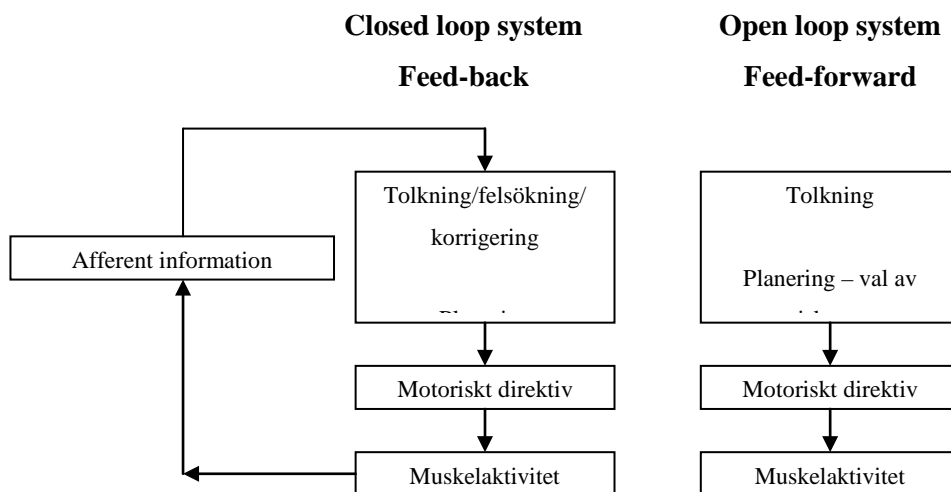 Closed loop system
Feed-back
Open loop system
Feed-forward
Tolkning/felsökning/
korrigering
Afferent information
Motoriskt direktiv
Muskelaktivitet
Tolkning
Planering – val av
Motoriskt direktiv
Muskelaktivitet